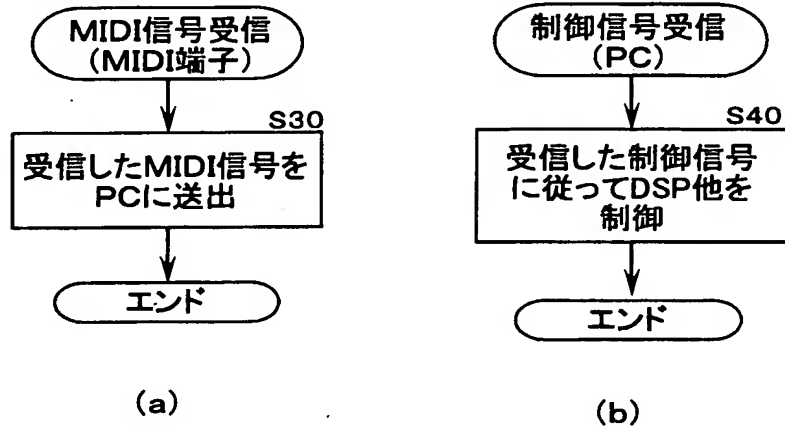 MIDI信号受信
(MIDI端子)
S30
受信したMIDI信号を
PCに送出
エンド
(a)
制御信号受信
(PC)
S40
受信した制御信号
に従ってDSP他を
制御
エンド
(b)